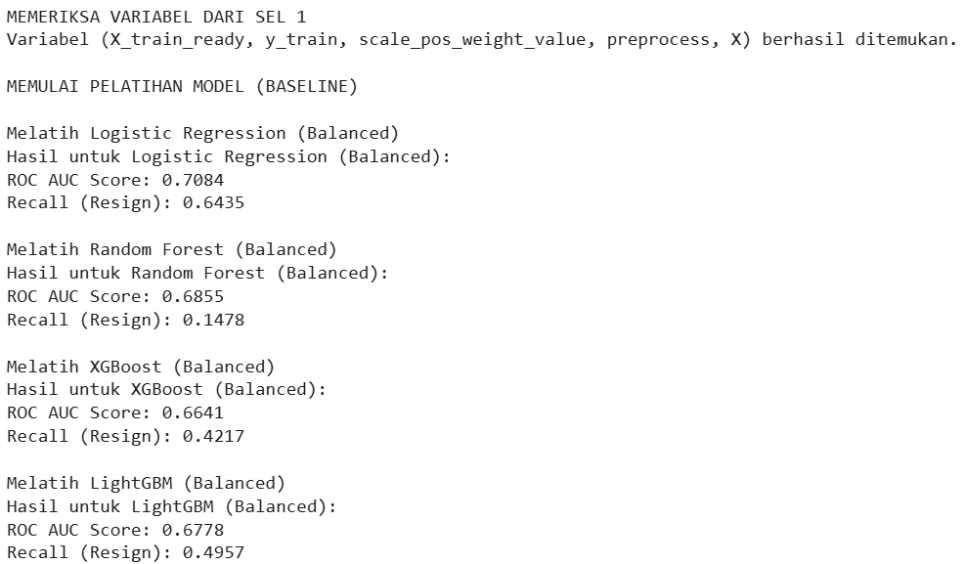 MEMERIKSA VARIABEL DARI SEL 1
Variabel (X_train_ready, y_train, scale_pos_weight_value, preprocess, X) berhasil ditemukan.
MEMULAI PELATIHAN MODEL (BASELINE)
Melatih Logistic Regression (Balanced)
Hasil untuk Logistic Regression (Balanced):
ROC AUC Score: 0.7084
Recall (Resign): 0.6435
Melatih Random Forest (Balanced)
Hasil untuk Random Forest (Balanced):
ROC AUC Score: 0.6855
Recall (Resign): 0.1478
Melatih XGBoost (Balanced)
Hasil untuk XGBoost (Balanced):
ROC AUC Score: 0.6641
Recall (Resign): 0.4217
Melatih LightGBM (Balanced)
Hasil untuk LightGBM (Balanced):
ROC AUC Score: 0.6778
Recall (Resign): 0.4957